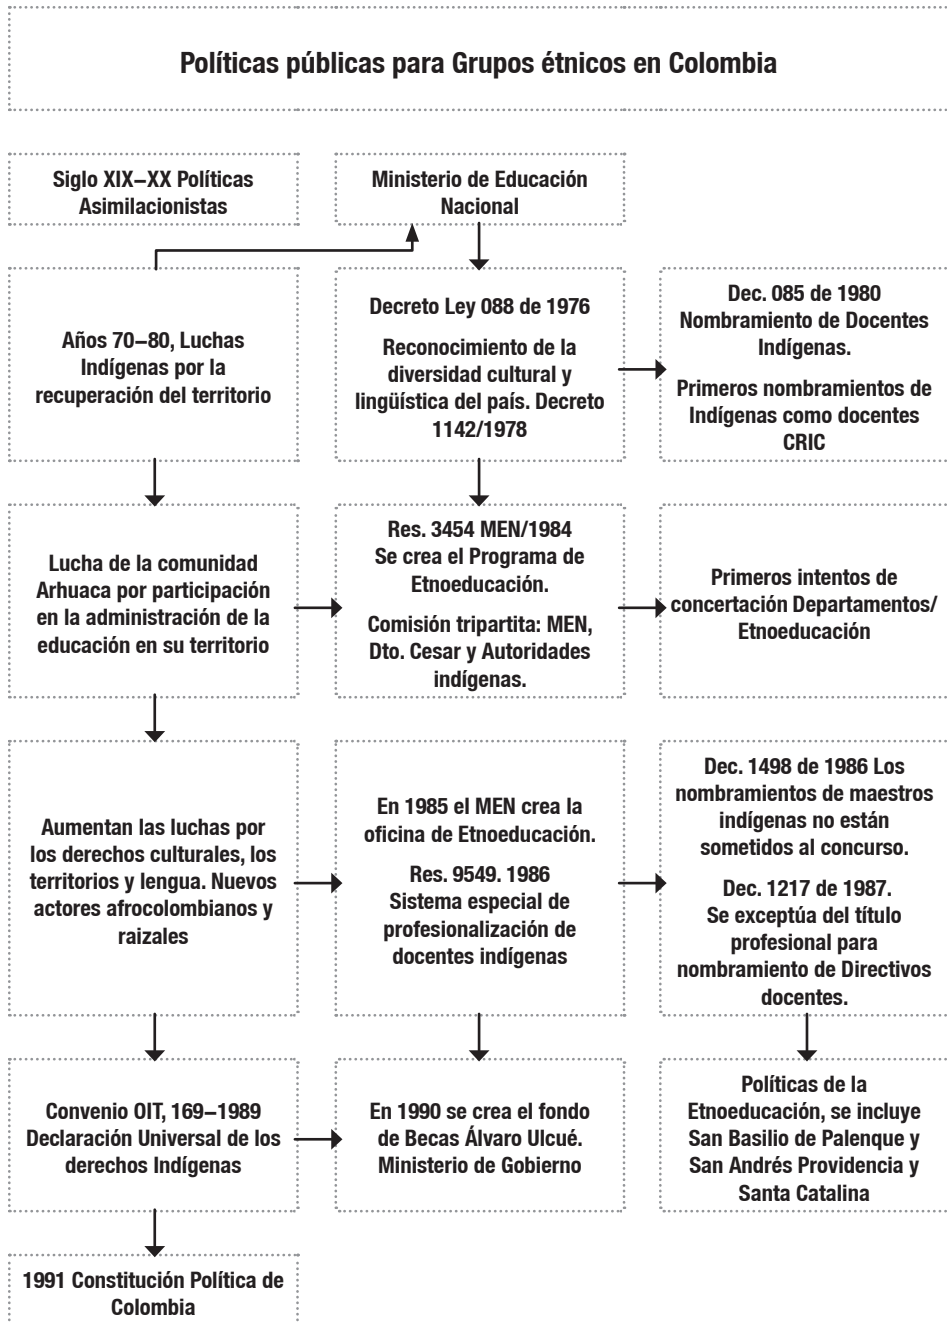 Políticas públicas para Grupos étnicos en Colombia
Siglo XIX–XX Políticas
Asimilacionistas
Ministerio de Educación
Nacional
Años 70–80, Luchas
Indígenas por la
recuperación del territorio
Decreto Ley 088 de 1976
Reconocimiento de la
diversidad cultural y
lingüística del país. Decreto
1142/1978
Dec. 085 de 1980
Nombramiento de Docentes
Indígenas.
Primeros nombramientos de
Indígenas como docentes
CRIC
Lucha de la comunidad
Arhuaca por participación
en la administración de la
educación en su territorio
Res. 3454 MEN/1984
Se crea el Programa de
Etnoeducación.
Comisión tripartita: MEN,
Dto. Cesar y Autoridades
indígenas.
Primeros intentos de
concertación Departamentos/
Etnoeducación
Aumentan las luchas por
los derechos culturales, los
territorios y lengua. Nuevos
actores afrocolombianos y
raizales
En 1985 el MEN crea la
oficina de Etnoeducación.
Res. 9549. 1986
Sistema especial de
profesionalización de
docentes indígenas
Dec. 1498 de 1986 Los
nombramientos de maestros
indígenas no están
sometidos al concurso.
Dec. 1217 de 1987.
Se exceptúa del título
profesional para
nombramiento de Directivos
docentes.
Convenio OIT, 169–1989
Declaración Universal de los
derechos Indígenas
En 1990 se crea el fondo
de Becas Álvaro Ulcué.
Ministerio de Gobierno
Políticas de la
Etnoeducación, se incluye
San Basilio de Palenque y
San Andrés Providencia y
Santa Catalina
1991 Constitución Política de
Colombia